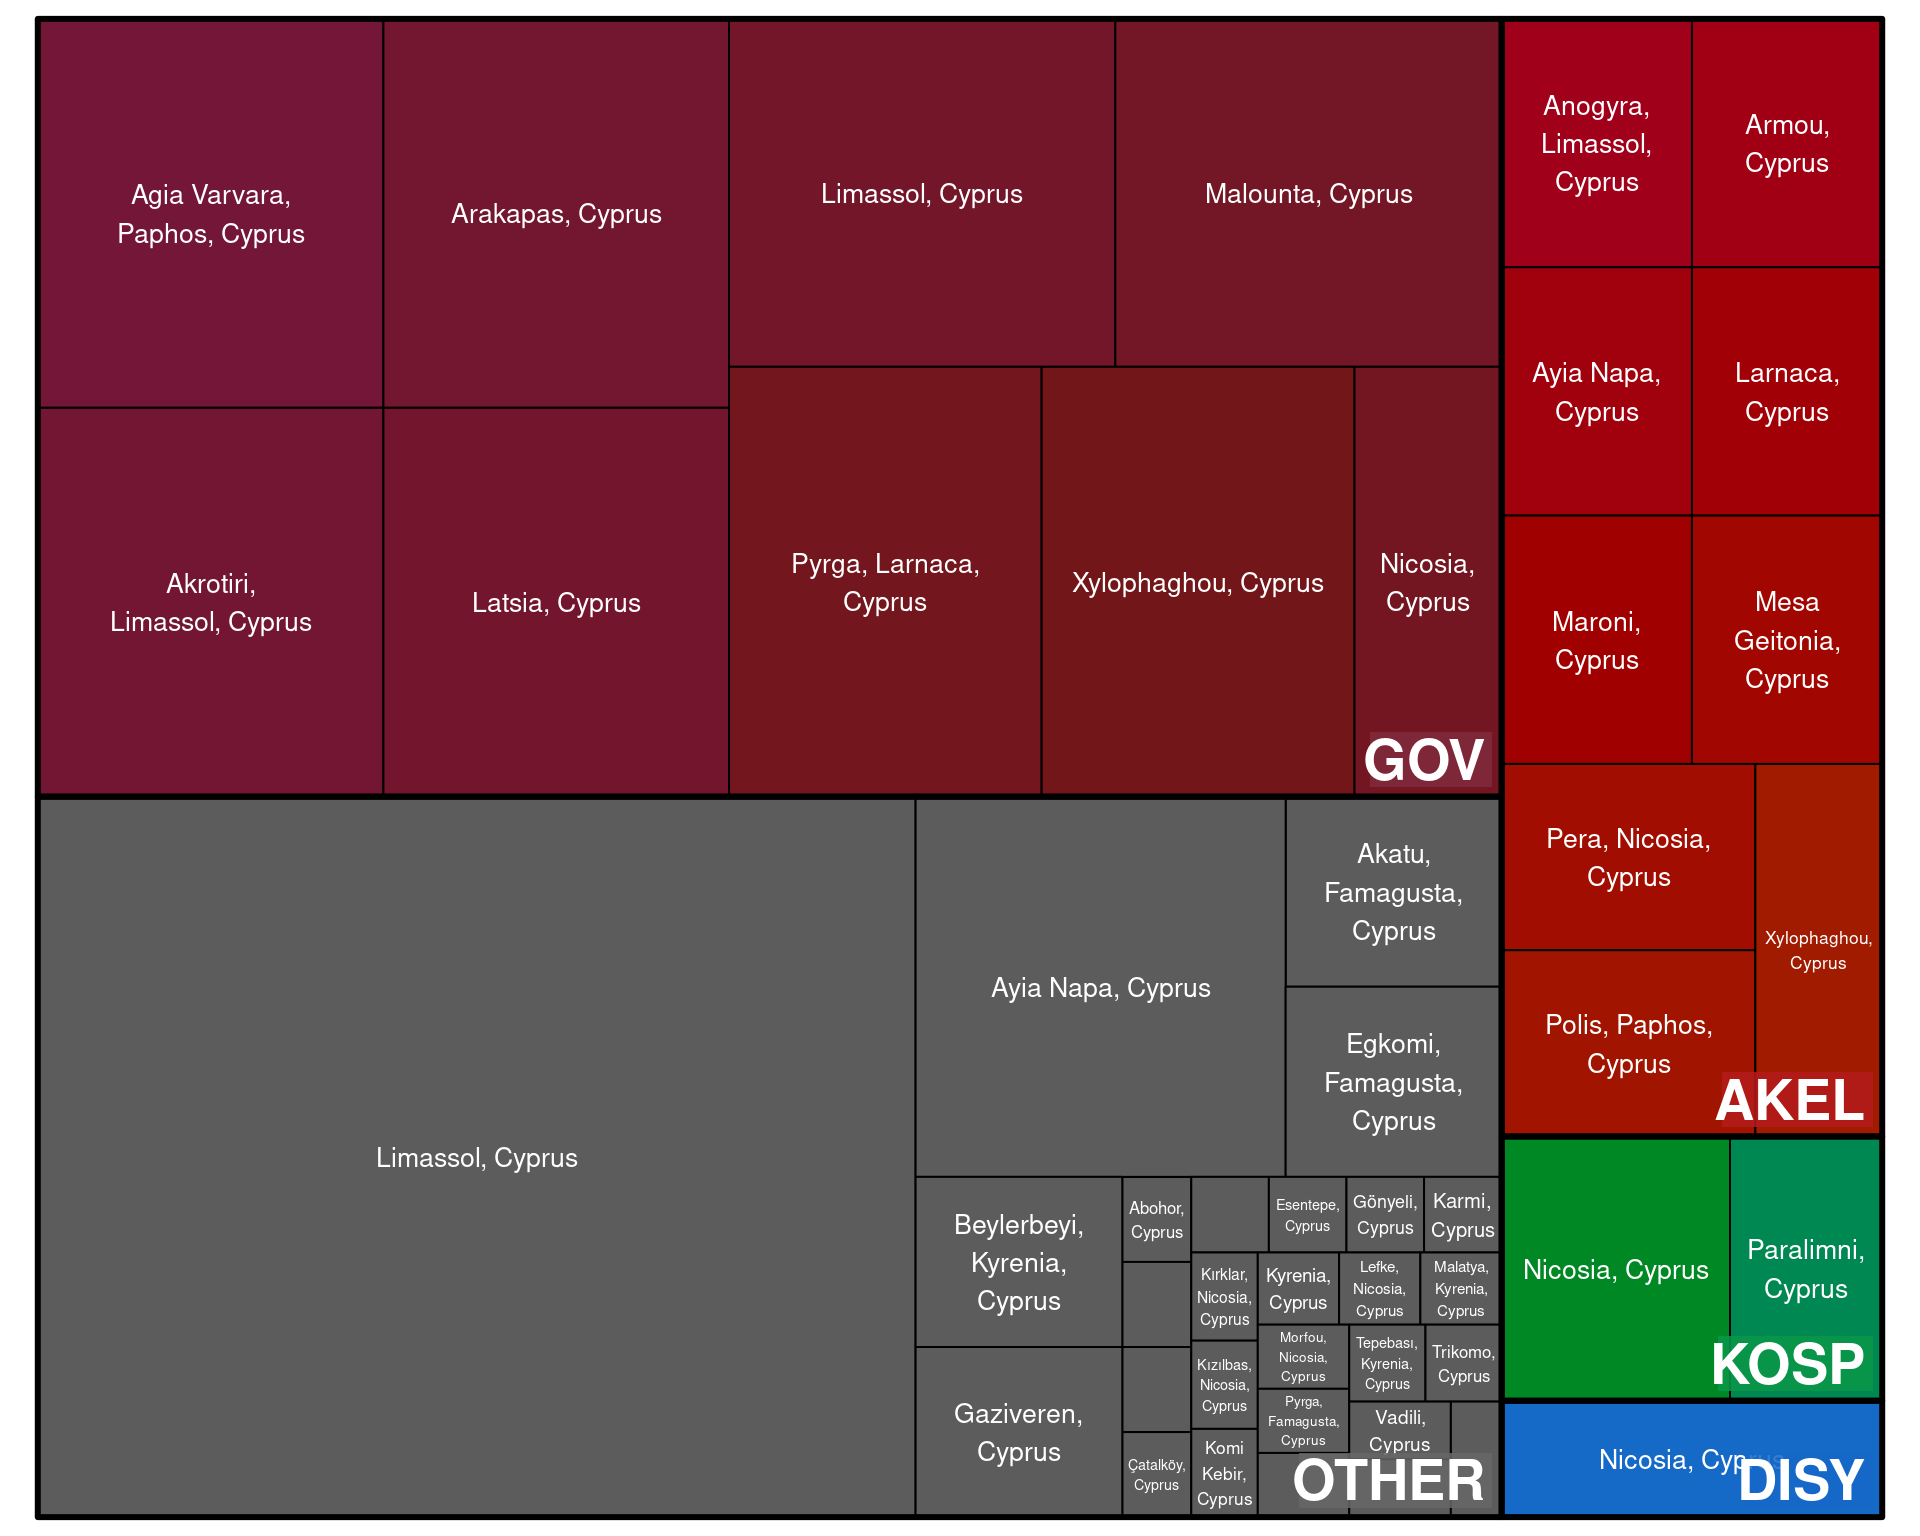 Agia Varvara,
Paphos, Cyprus
Arakapas, Cyprus
Limassol, Cyprus
Malounta, Cyprus
Akrotiri,
Limassol, Cyprus
Latsia, Cyprus
Pyrga, Larnaca,
Cyprus
Xylophaghou, Cyprus
Nicosia,
Cyprus
GOV
Anogyra,
Limassol,
Cyprus
Armou,
Cyprus
Ayia Napa,
Cyprus
Larnaca,
Cyprus
Maroni,
Cyprus
Mesa
Geitonia,
Cyprus
Pera, Nicosia,
Cyprus
Polis, Paphos,
Cyprus
Xylophaghou,
Cyprus
AKEL
Limassol, Cyprus
Ayia Napa, Cyprus
Akatu,
Famagusta,
Cyprus
Egkomi,
Famagusta,
Cyprus
Beylerbeyi,
Kyrenia,
Cyprus
Gaziveren,
Cyprus
Abohor,
Cyprus
Çatalköy,
Cyprus
Esentepe,
Cyprus
Gönyeli,
Cyprus
Karmi,
Cyprus
Kırklar,
Nicosia,
Cyprus
Kızılbas,
Nicosia,
Cyprus
Komi
Kebir,
Cyprus
Kyrenia,
Cyprus
Lefke,
Nicosia,
Cyprus
Malatya,
Kyrenia,
Cyprus
Morfou,
Nicosia,
Cyprus
Pyrga,
Famagusta,
Cyprus
Tepebası,
Kyrenia,
Cyprus
Trikomo,
Cyprus
Vadili,
Cyprus
OTHER
Nicosia, Cyprus
Paralimni,
Cyprus
KOSP
Nicosia, Cyprus
DISY